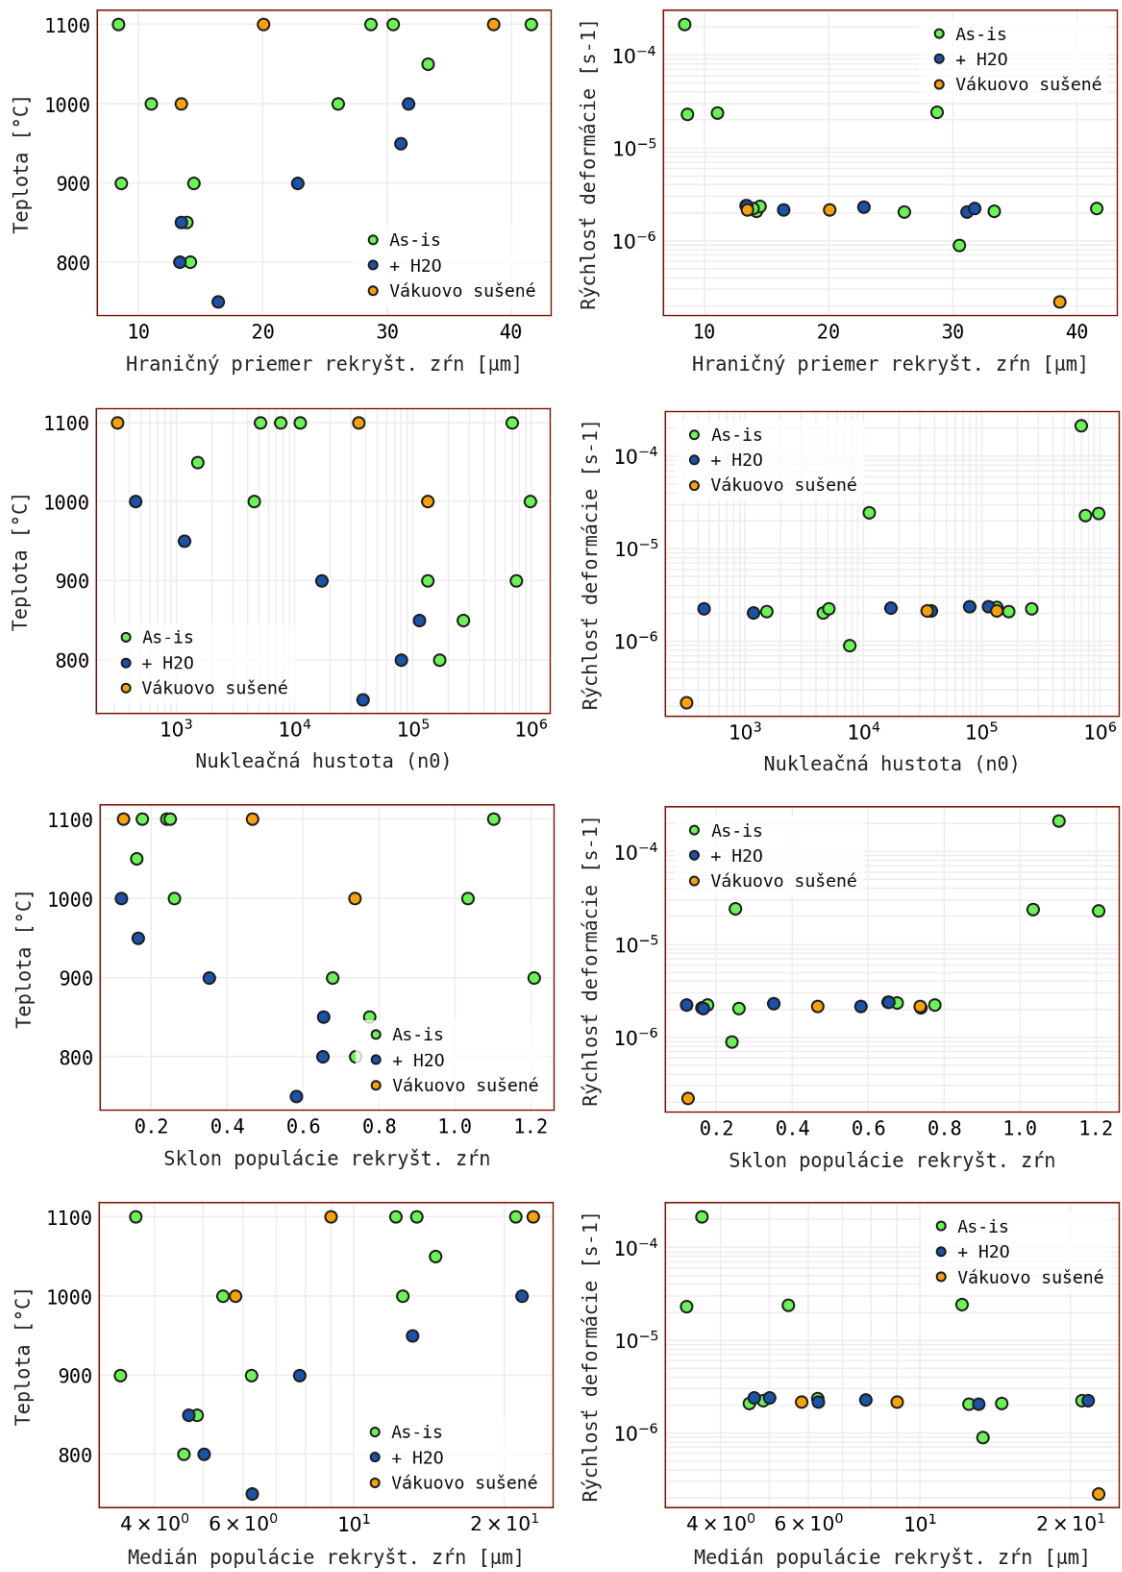 1100
1000
900
800
Teplota [°C]
As-is
+ H2O
Vákuovo sušené
10 20 30 40
Hraničný priemer rekryšt. zŕn [μm]
10⁻⁴
10⁻⁵
10⁻⁶
Rýchlosť deformácie [s-1]
As-is
+ H2O
Vákuovo sušené
10 20 30 40
Hraničný priemer rekryšt. zŕn [μm]
1100
1000
900
800
Teplota [°C]
As-is
+ H2O
Vákuovo sušené
10³ 10⁴ 10⁵ 10⁶
Nukleačná hustota (n0)
10⁻⁴
10⁻⁵
10⁻⁶
Rýchlosť deformácie [s-1]
As-is
+ H2O
Vákuovo sušené
10³ 10⁴ 10⁵ 10⁶
Nukleačná hustota (n0)
1100
1000
900
800
Teplota [°C]
As-is
+ H2O
Vákuovo sušené
0.2 0.4 0.6 0.8 1.0 1.2
Sklon populácie rekryšt. zŕn
10⁻⁴
10⁻⁵
10⁻⁶
Rýchlosť deformácie [s-1]
As-is
+ H2O
Vákuovo sušené
0.2 0.4 0.6 0.8 1.0 1.2
Sklon populácie rekryšt. zŕn
1100
1000
900
800
Teplota [°C]
As-is
+ H2O
Vákuovo sušené
4 × 10⁰ 6 × 10⁰ 10¹ 2 × 10¹
Medián populácie rekryšt. zŕn [μm]
10⁻⁴
10⁻⁵
10⁻⁶
Rýchlosť deformácie [s-1]
As-is
+ H2O
Vákuovo sušené
4 × 10⁰ 6 × 10⁰ 10¹ 2 × 10¹
Medián populácie rekryšt. zŕn [μm]